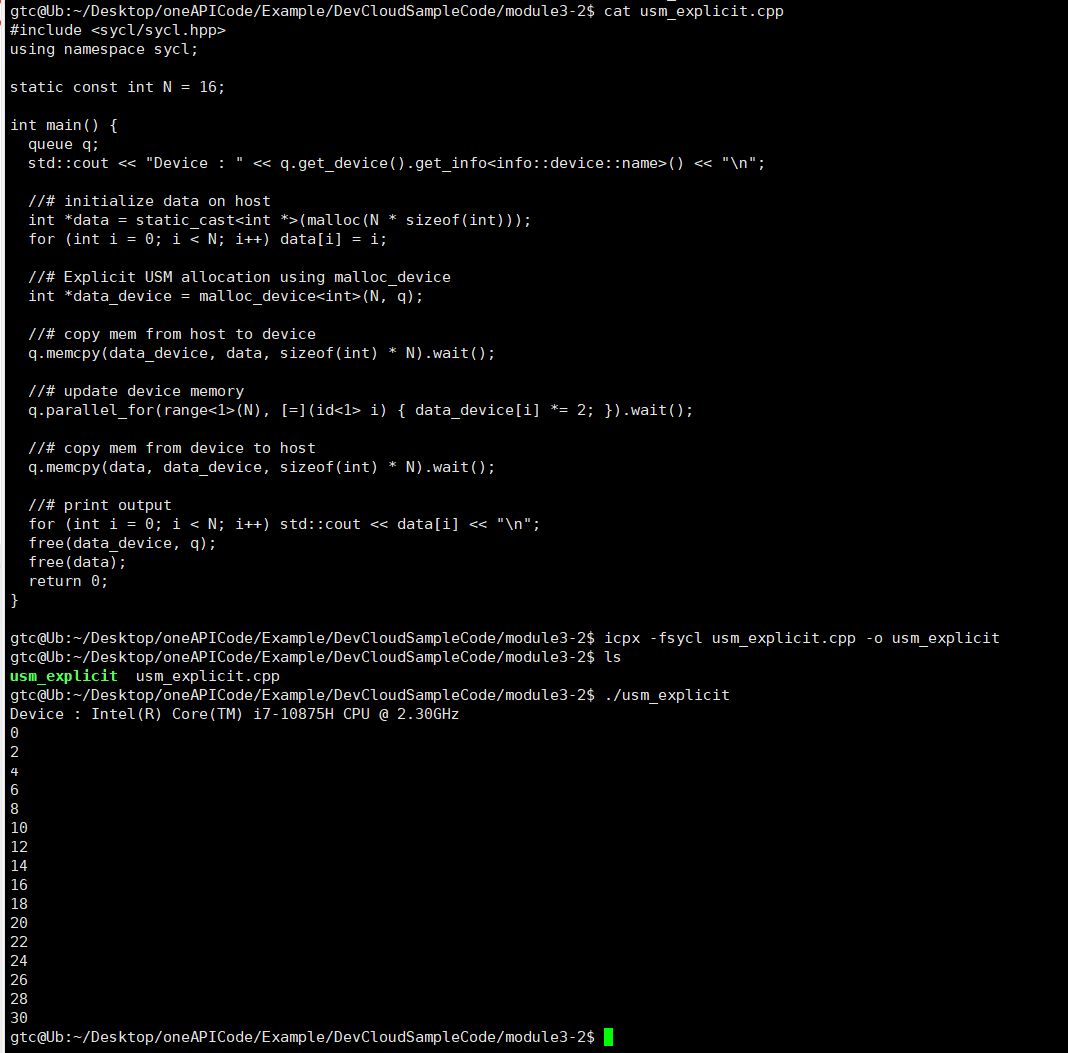 gtc@Ub:~/Desktop/oneAPICode/Example/DevCloudSampleCode/module3-2$ cat usm_explicit.cpp
#include <sycl/sycl.hpp>
using namespace sycl;

static const int N = 16;

int main() {
  queue q;
  std::cout << "Device : " << q.get_device().get_info<info::device::name>() << "\n";

  //# initialize data on host
  int *data = static_cast<int *>(malloc(N * sizeof(int)));
  for (int i = 0; i < N; i++) data[i] = i;

  //# Explicit USM allocation using malloc_device
  int *data_device = malloc_device<int>(N, q);

  //# copy mem from host to device
  q.memcpy(data_device, data, sizeof(int) * N).wait();

  //# update device memory
  q.parallel_for(range<1>(N), [=](id<1> i) { data_device[i] *= 2; }).wait();

  //# copy mem from device to host
  q.memcpy(data, data_device, sizeof(int) * N).wait();

  //# print output
  for (int i = 0; i < N; i++) std::cout << data[i] << "\n";
  free(data_device, q);
  free(data);
  return 0;
}

gtc@Ub:~/Desktop/oneAPICode/Example/DevCloudSampleCode/module3-2$ icpx -fsycl usm_explicit.cpp -o usm_explicit
gtc@Ub:~/Desktop/oneAPICode/Example/DevCloudSampleCode/module3-2$ ls
usm_explicit  usm_explicit.cpp
gtc@Ub:~/Desktop/oneAPICode/Example/DevCloudSampleCode/module3-2$ ./usm_explicit
Device : Intel(R) Core(TM) i7-10875H CPU @ 2.30GHz
0
2
4
6
8
10
12
14
16
18
20
22
24
26
28
30
gtc@Ub:~/Desktop/oneAPICode/Example/DevCloudSampleCode/module3-2$